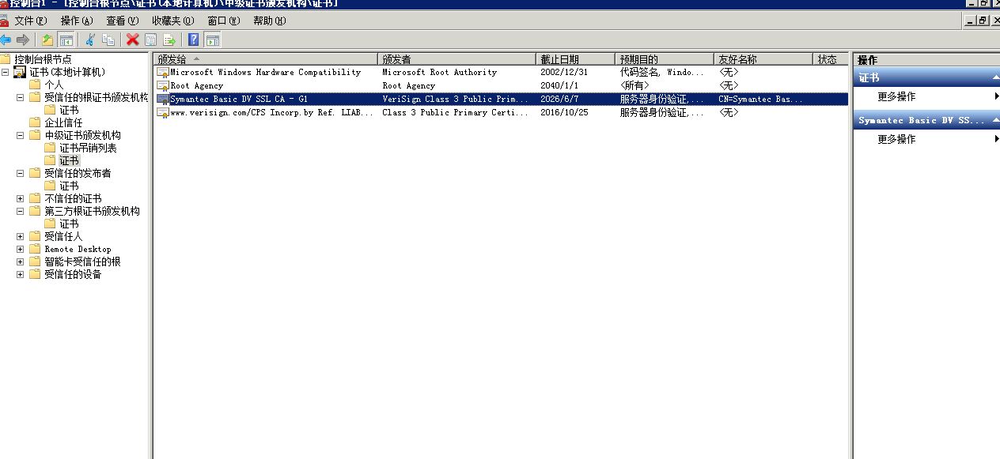 控制台1 - [控制台根节点\证书(本地计算机)\中级证书颁发机构\证书]
文件(F) 操作(A) 查看(V) 收藏夹(O) 窗口(W) 帮助(H)
控制台根节点
证书(本地计算机)
个人
受信任的根证书颁发机构
证书
企业信任
中级证书颁发机构
证书吊销列表
证书
受信任的发布者
证书
不信任的证书
第三方根证书颁发机构
证书
受信任人
Remote Desktop
智能卡受信任的根
受信任的设备
颁发给 颁发者 截止日期 预期目的 友好名称 状态
Microsoft Windows Hardware Compatibility Microsoft Root Authority 2002/12/31 代码签名, Windo... <无>
Root Agency Root Agency 2040/1/1 <所有> <无>
Symantec Basic DV SSL CA - G1 VeriSign Class 3 Public Prim... 2026/6/7 服务器身份验证,... CN=Symantec Bas...
www.verisign.com/CPS Incorp.by Ref. LIAB... Class 3 Public Primary Certi... 2016/10/25 服务器身份验证,... <无>
操作
证书
更多操作
Symantec Basic DV SS...
更多操作